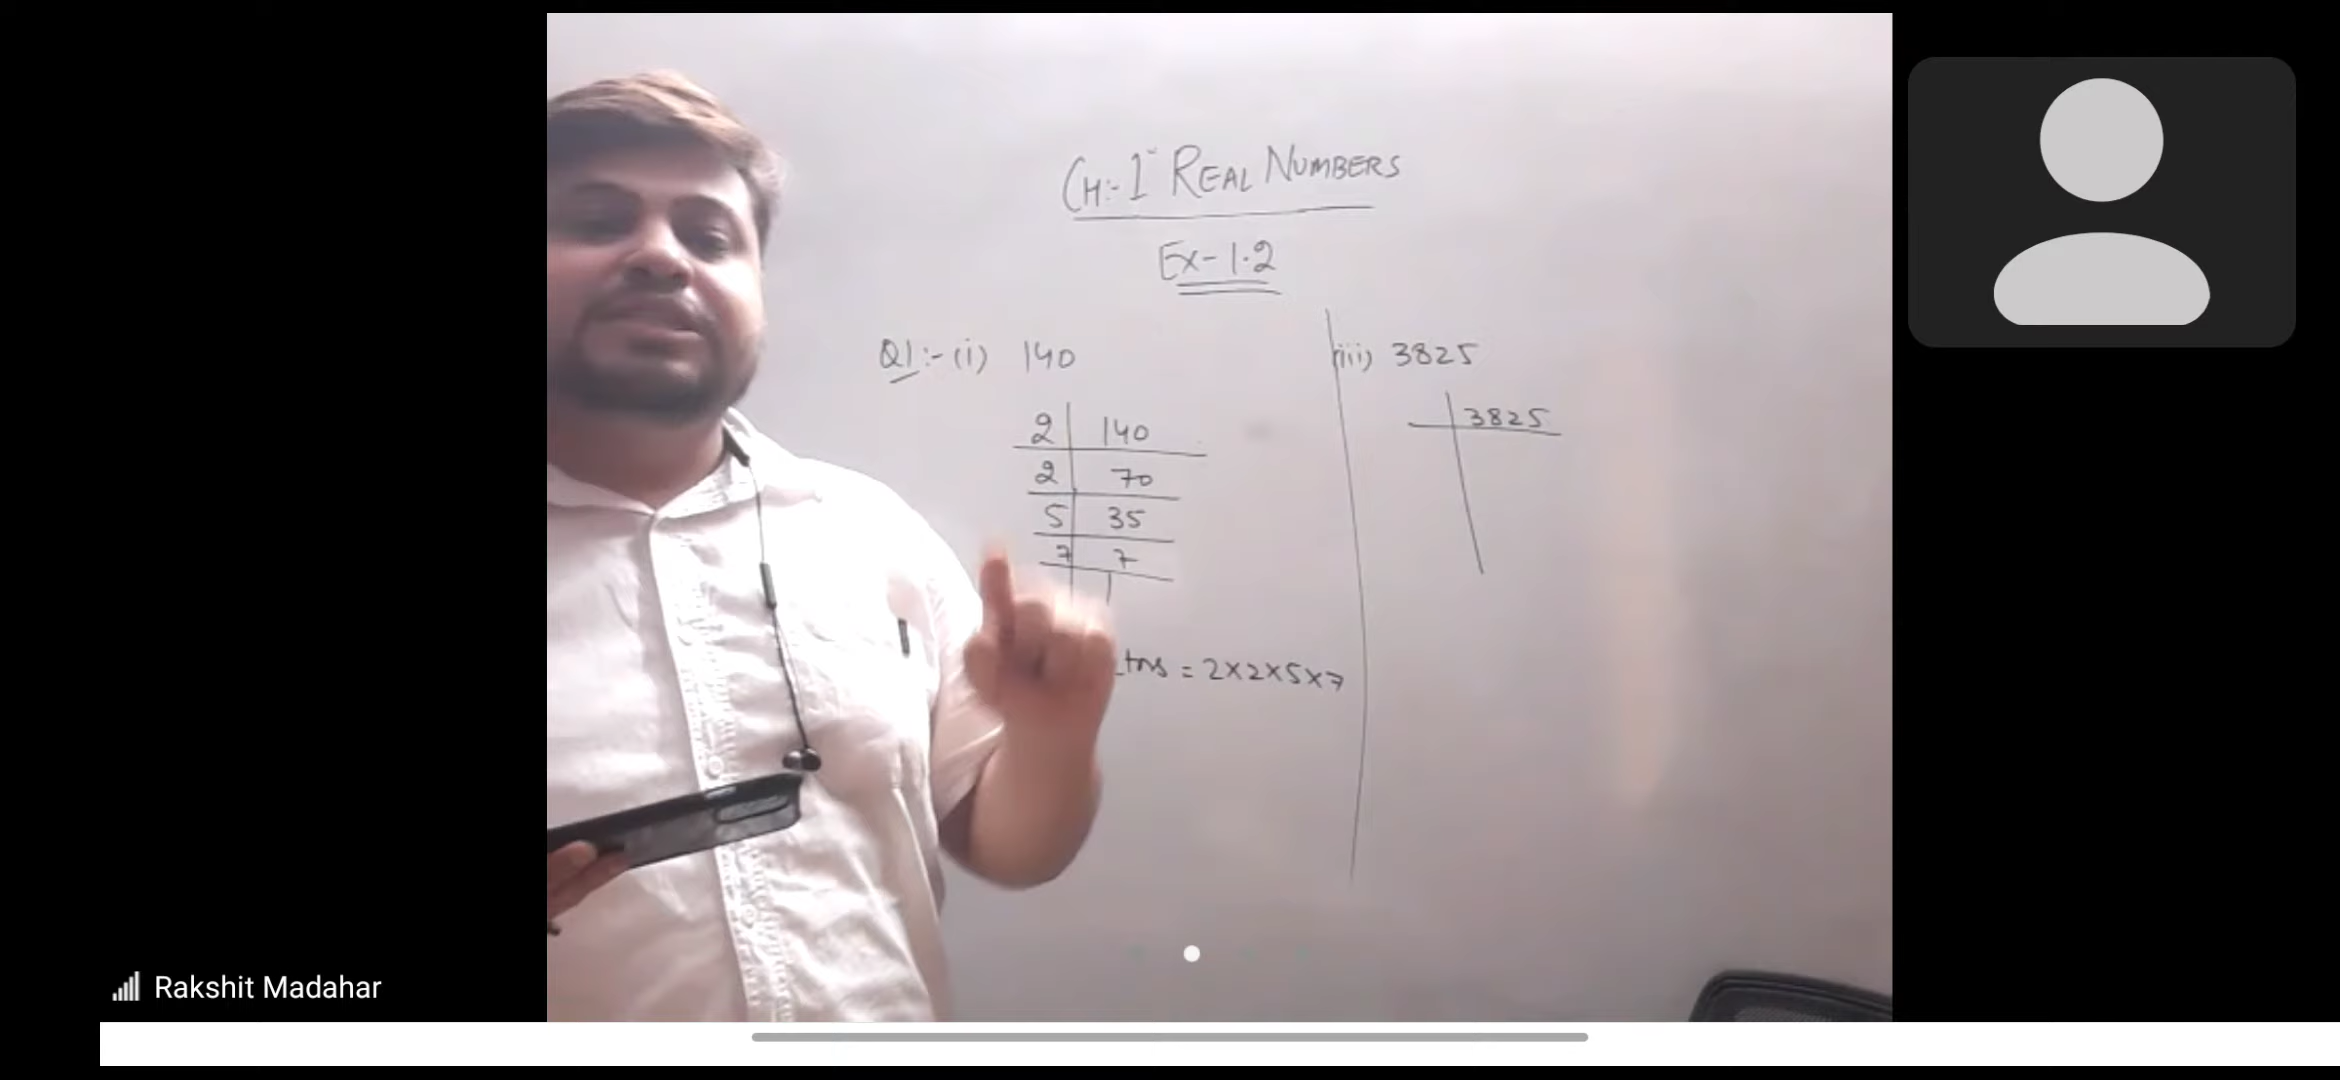 CH:- 1 REAL NUMBERS
Ex- 1.2
Q1:- (i) 140
2 140
2 70
5 35
7 7
1
= 2×2×5×7
(iii) 3825
3825
Rakshit Madahar